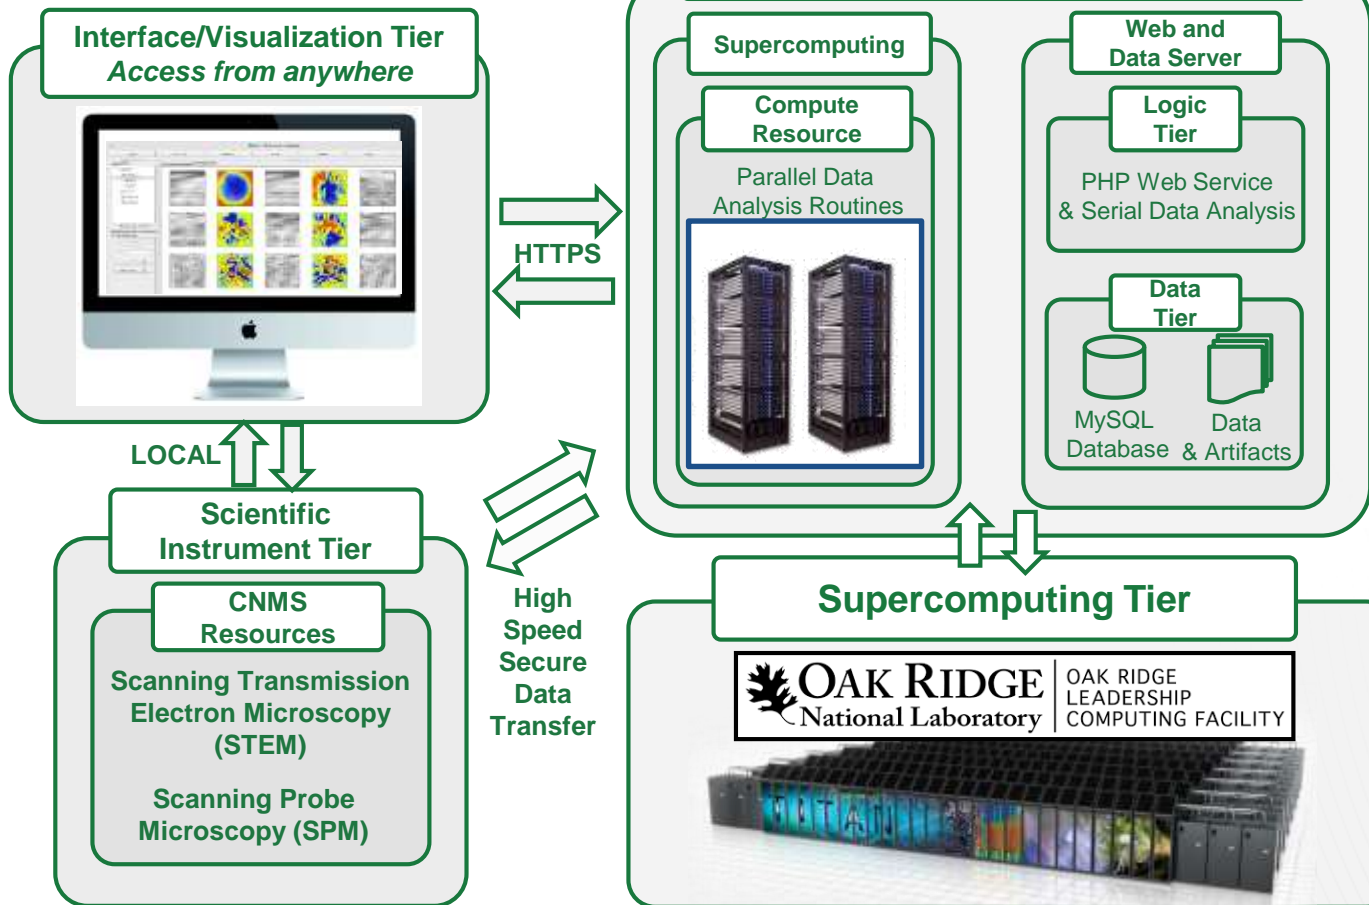 Interface/Visualization Tier
Access from anywhere
HTTPS
LOCAL
Scientific
Instrument Tier
CNMS
Resources
Scanning Transmission
Electron Microscopy
(STEM)
Scanning Probe
Microscopy (SPM)
High
Speed
Secure
Data
Transfer
Supercomputing
Compute
Resource
Parallel Data
Analysis Routines
Web and
Data Server
Logic
Tier
PHP Web Service
& Serial Data Analysis
Data
Tier
MySQL
Database
Data
& Artifacts
Supercomputing Tier
OAK RIDGE
National Laboratory
OAK RIDGE
LEADERSHIP
COMPUTING FACILITY
TITAN